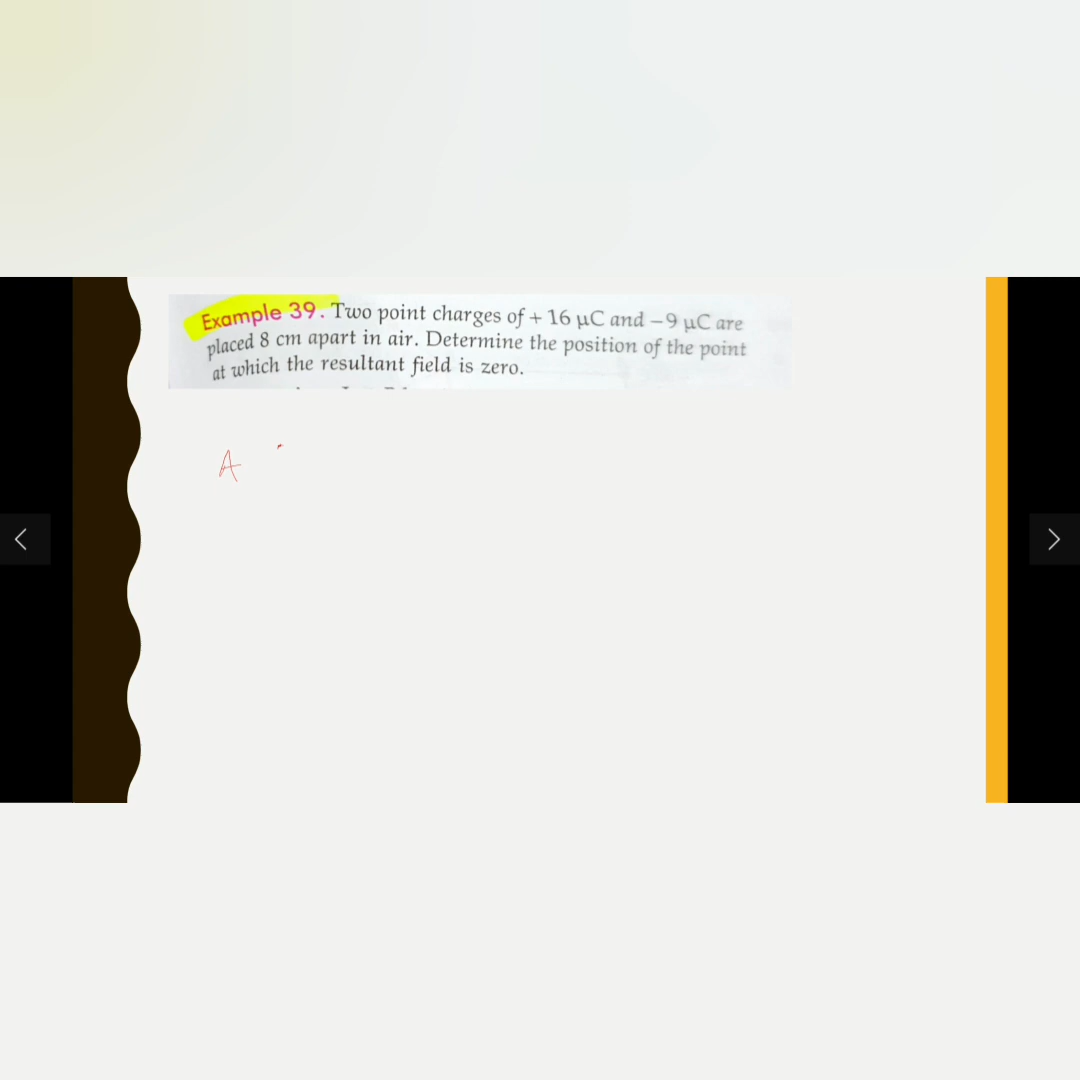 Example 39. Two point charges of + 16 μC and –9 μC are
placed 8 cm apart in air. Determine the position of the point
at which the resultant field is zero.
A